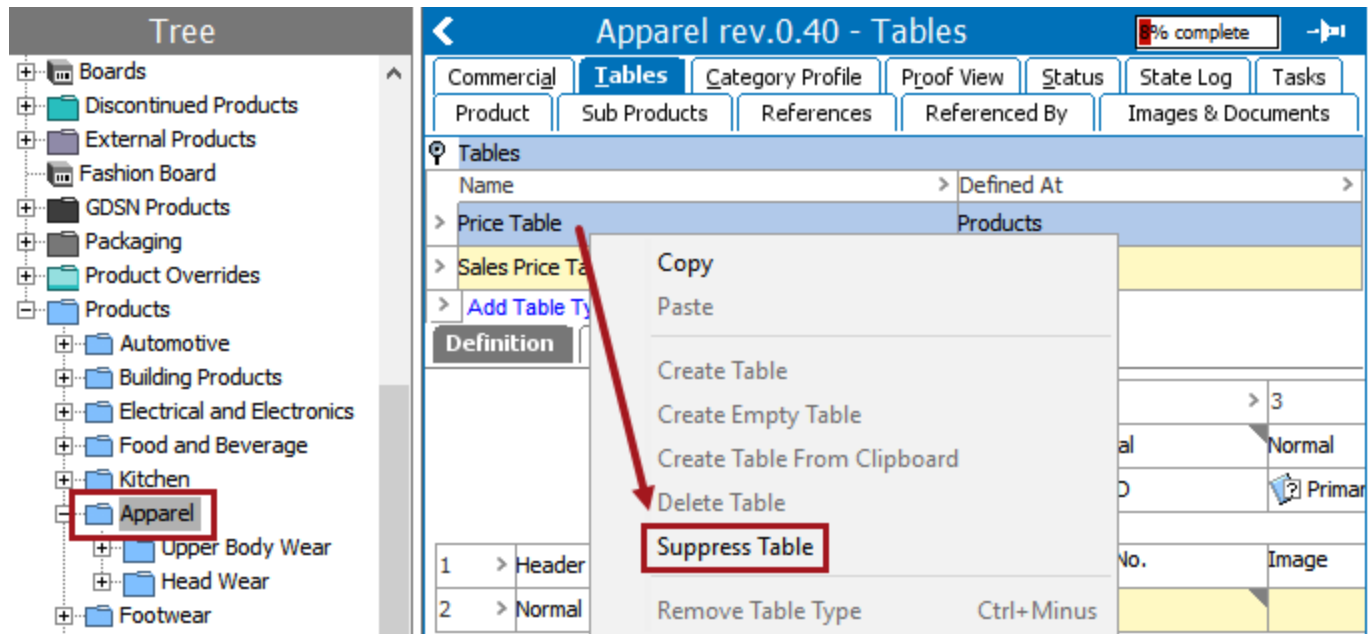 Tree
Boards
Discontinued Products
External Products
Fashion Board
GDSN Products
Packaging
Product Overrides
Products
Automotive
Building Products
Electrical and Electronics
Food and Beverage
Kitchen
Apparel
Upper Body Wear
Head Wear
Footwear
Apparel rev.0.40 - Tables
8% complete
Commercial Tables Category Profile Proof View Status State Log Tasks
Product Sub Products References Referenced By Images & Documents
Tables
Name > Defined At >
> Price Table Products
> Sales Price Ta
> Add Table Ty
Definition
Copy
Paste
Create Table
Create Empty Table
Create Table From Clipboard
Delete Table
Suppress Table
Remove Table Type Ctrl+Minus
> 3
al Normal
Primar
1 > Header No. Image
2 > Normal